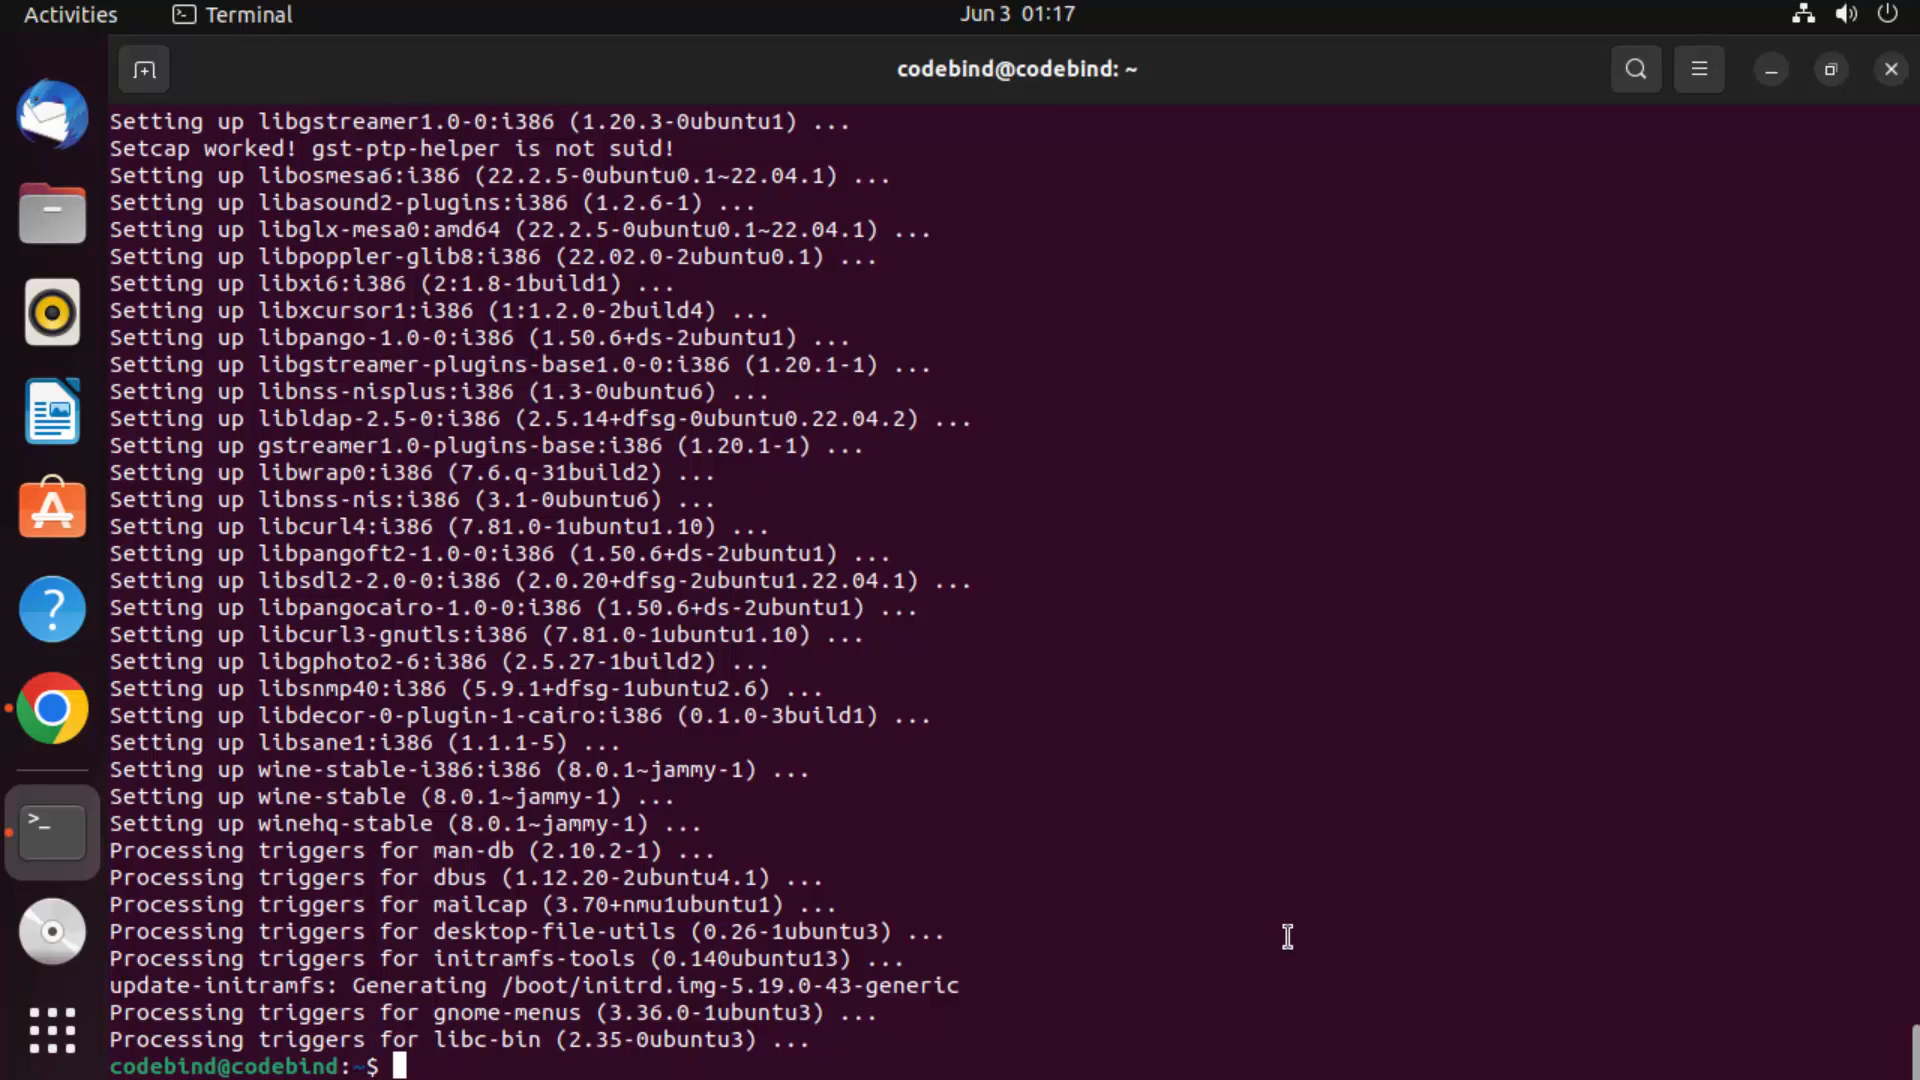 Activities Terminal Jun 3 01:17
codebind@codebind: ~
Setting up libgstreamer1.0-0:i386 (1.20.3-0ubuntu1) ...
Setcap worked! gst-ptp-helper is not suid!
Setting up libosmesa6:i386 (22.2.5-0ubuntu0.1~22.04.1) ...
Setting up libasound2-plugins:i386 (1.2.6-1) ...
Setting up libglx-mesa0:amd64 (22.2.5-0ubuntu0.1~22.04.1) ...
Setting up libpoppler-glib8:i386 (22.02.0-2ubuntu0.1) ...
Setting up libxi6:i386 (2:1.8-1build1) ...
Setting up libxcursor1:i386 (1:1.2.0-2build4) ...
Setting up libpango-1.0-0:i386 (1.50.6+ds-2ubuntu1) ...
Setting up libgstreamer-plugins-base1.0-0:i386 (1.20.1-1) ...
Setting up libnss-nisplus:i386 (1.3-0ubuntu6) ...
Setting up libldap-2.5-0:i386 (2.5.14+dfsg-0ubuntu0.22.04.2) ...
Setting up gstreamer1.0-plugins-base:i386 (1.20.1-1) ...
Setting up libwrap0:i386 (7.6.q-31build2) ...
Setting up libnss-nis:i386 (3.1-0ubuntu6) ...
Setting up libcurl4:i386 (7.81.0-1ubuntu1.10) ...
Setting up libpangoft2-1.0-0:i386 (1.50.6+ds-2ubuntu1) ...
Setting up libsdl2-2.0-0:i386 (2.0.20+dfsg-2ubuntu1.22.04.1) ...
Setting up libpangocairo-1.0-0:i386 (1.50.6+ds-2ubuntu1) ...
Setting up libcurl3-gnutls:i386 (7.81.0-1ubuntu1.10) ...
Setting up libgphoto2-6:i386 (2.5.27-1build2) ...
Setting up libsnmp40:i386 (5.9.1+dfsg-1ubuntu2.6) ...
Setting up libdecor-0-plugin-1-cairo:i386 (0.1.0-3build1) ...
Setting up libsane1:i386 (1.1.1-5) ...
Setting up wine-stable-i386:i386 (8.0.1~jammy-1) ...
Setting up wine-stable (8.0.1~jammy-1) ...
Setting up winehq-stable (8.0.1~jammy-1) ...
Processing triggers for man-db (2.10.2-1) ...
Processing triggers for dbus (1.12.20-2ubuntu4.1) ...
Processing triggers for mailcap (3.70+nmu1ubuntu1) ...
Processing triggers for desktop-file-utils (0.26-1ubuntu3) ...
Processing triggers for initramfs-tools (0.140ubuntu13) ...
update-initramfs: Generating /boot/initrd.img-5.19.0-43-generic
Processing triggers for gnome-menus (3.36.0-1ubuntu3) ...
Processing triggers for libc-bin (2.35-0ubuntu3) ...
codebind@codebind:~$